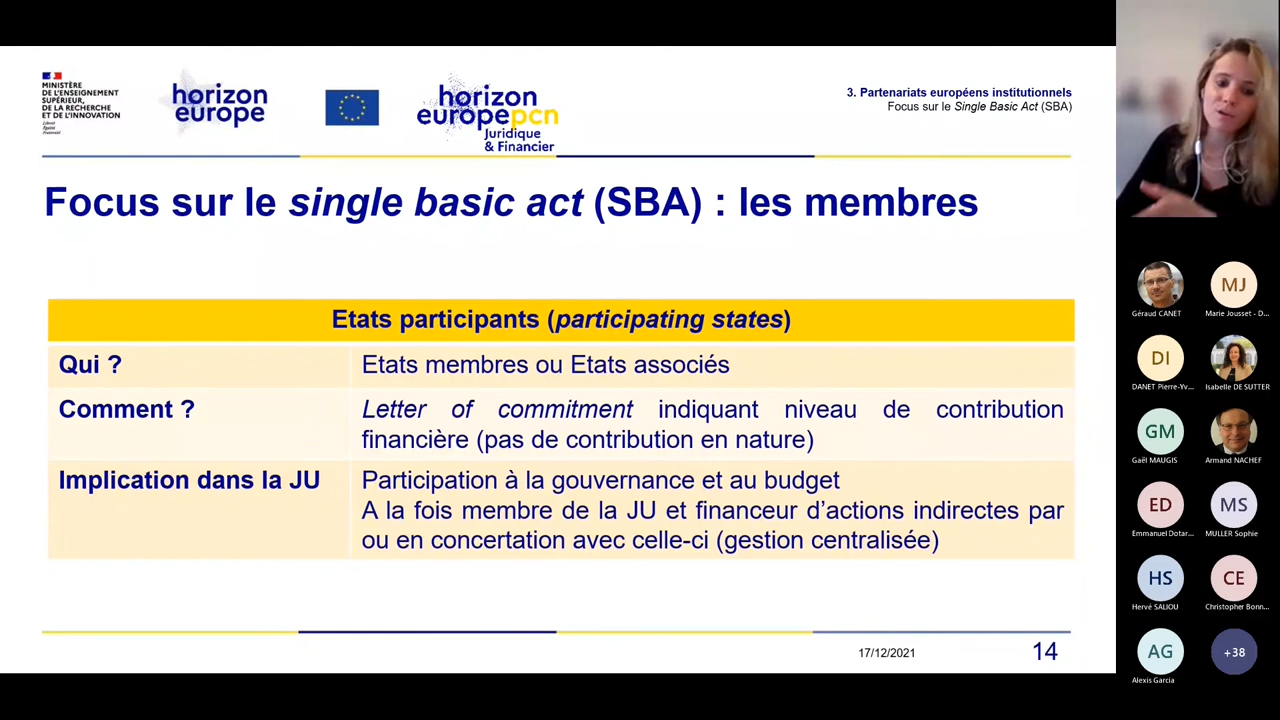 MINISTÈRE
DE L'ENSEIGNEMENT
SUPÉRIEUR,
DE LA RECHERCHE
ET DE L'INNOVATION
Liberté
Égalité
Fraternité
horizon
europe
horizon
europepcn
Juridique
& Financier
3. Partenariats européens institutionnels
Focus sur le Single Basic Act (SBA)
Focus sur le single basic act (SBA) : les membres
Etats participants (participating states)
Qui ?
Etats membres ou Etats associés
Comment ?
Letter of commitment indiquant niveau de contribution
financière (pas de contribution en nature)
Implication dans la JU
Participation à la gouvernance et au budget
A la fois membre de la JU et financeur d'actions indirectes par
ou en concertation avec celle-ci (gestion centralisée)
17/12/2021
14
Géraud CANET
MJ
Marie Jousset - D...
DI
DANET Pierre-Yv...
Isabelle DE SUTTER
GM
Gaël MAUGIS
Armand NACHEF
ED
Emmanuel Dotar...
MS
MULLER Sophie
HS
Hervé SALIOU
CE
Christopher Bonn...
AG
Alexis Garcia
+38